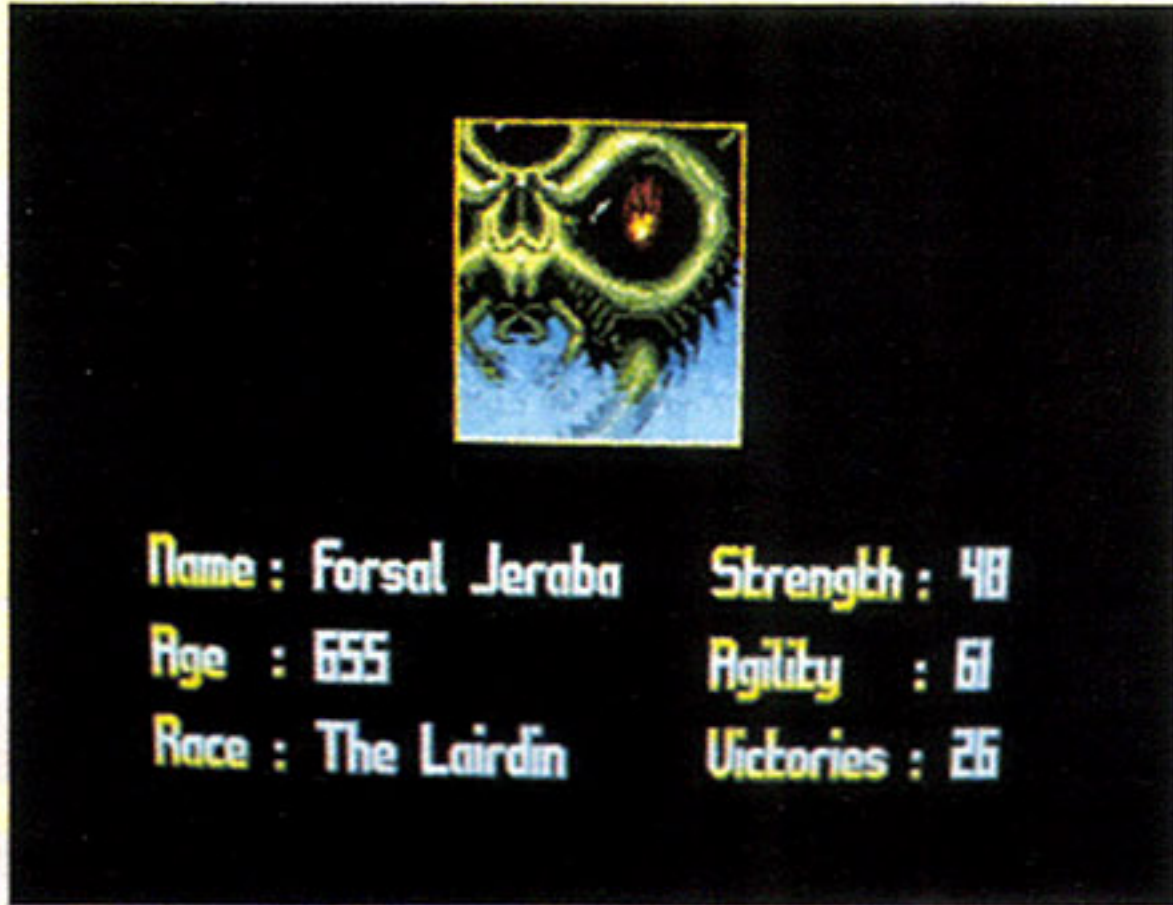 Name : Forsal Jeraba
Age : 655
Race : The Lairdin
Strength : 48
Agility : 61
Victories : 26